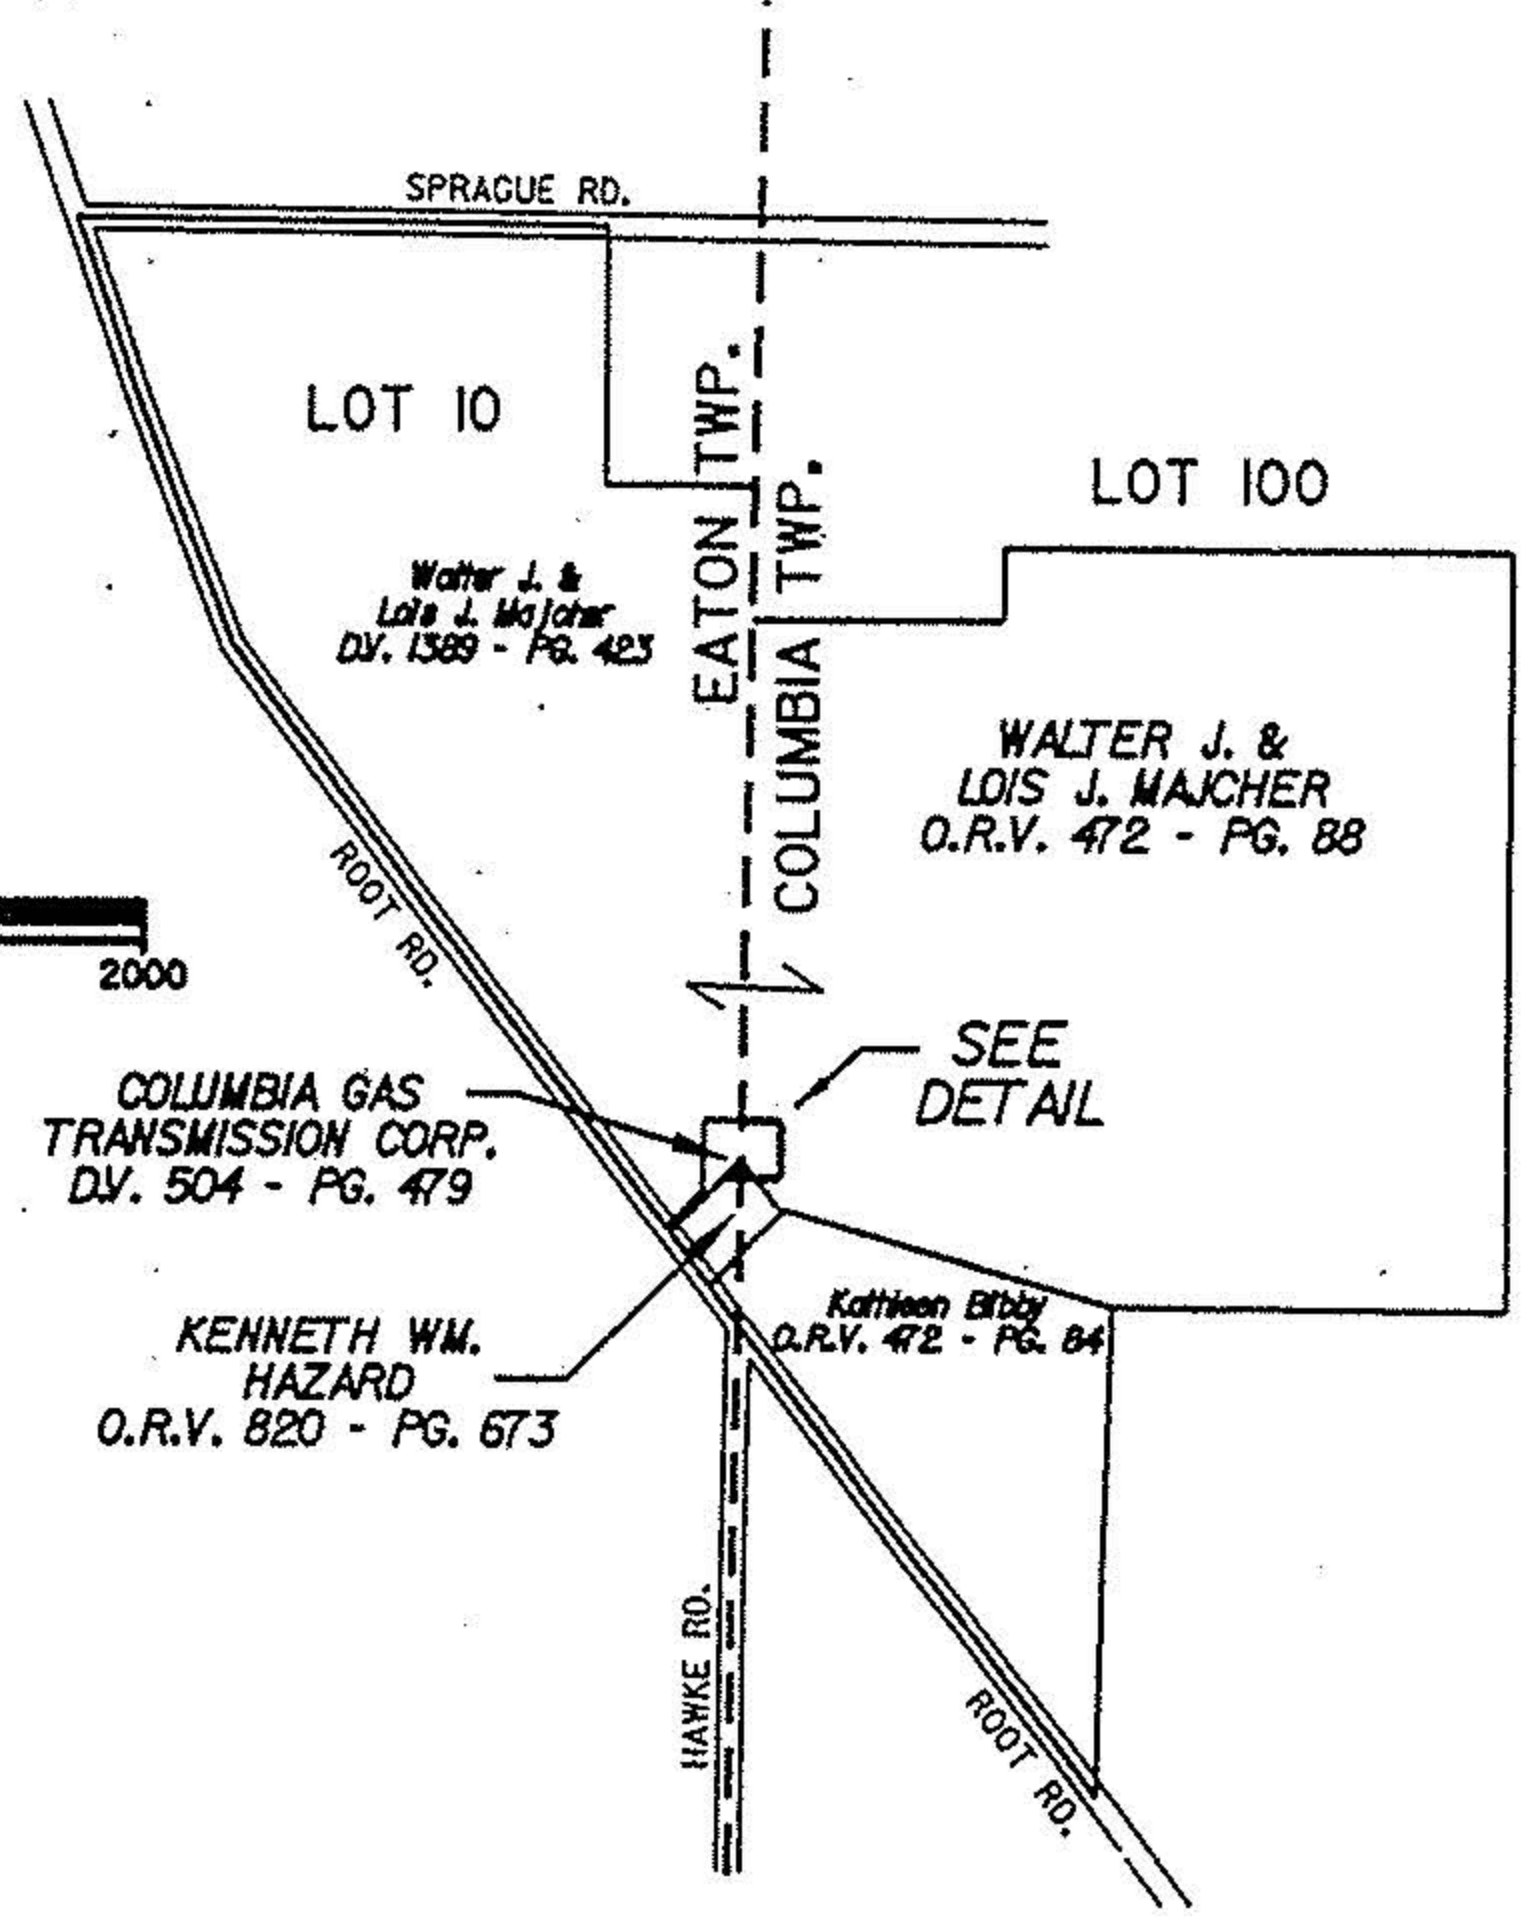 SPRAGUE RD.
LOT 10
EATON TWP.
COLUMBIA TWP.
LOT 100
Walter J. &
Lois J. Majcher
D.V. 1389 - PG. 423
WALTER J. &
LOIS J. MAJCHER
O.R.V. 472 - PG. 88
ROOT RD.
2000
SEE
DETAIL
COLUMBIA GAS
TRANSMISSION CORP.
D.V. 504 - PG. 479
KENNETH WM.
HAZARD
O.R.V. 820 - PG. 673
Kathleen Bibby
O.R.V. 472 - PG. 84
HAWKE RD.
ROOT RD.